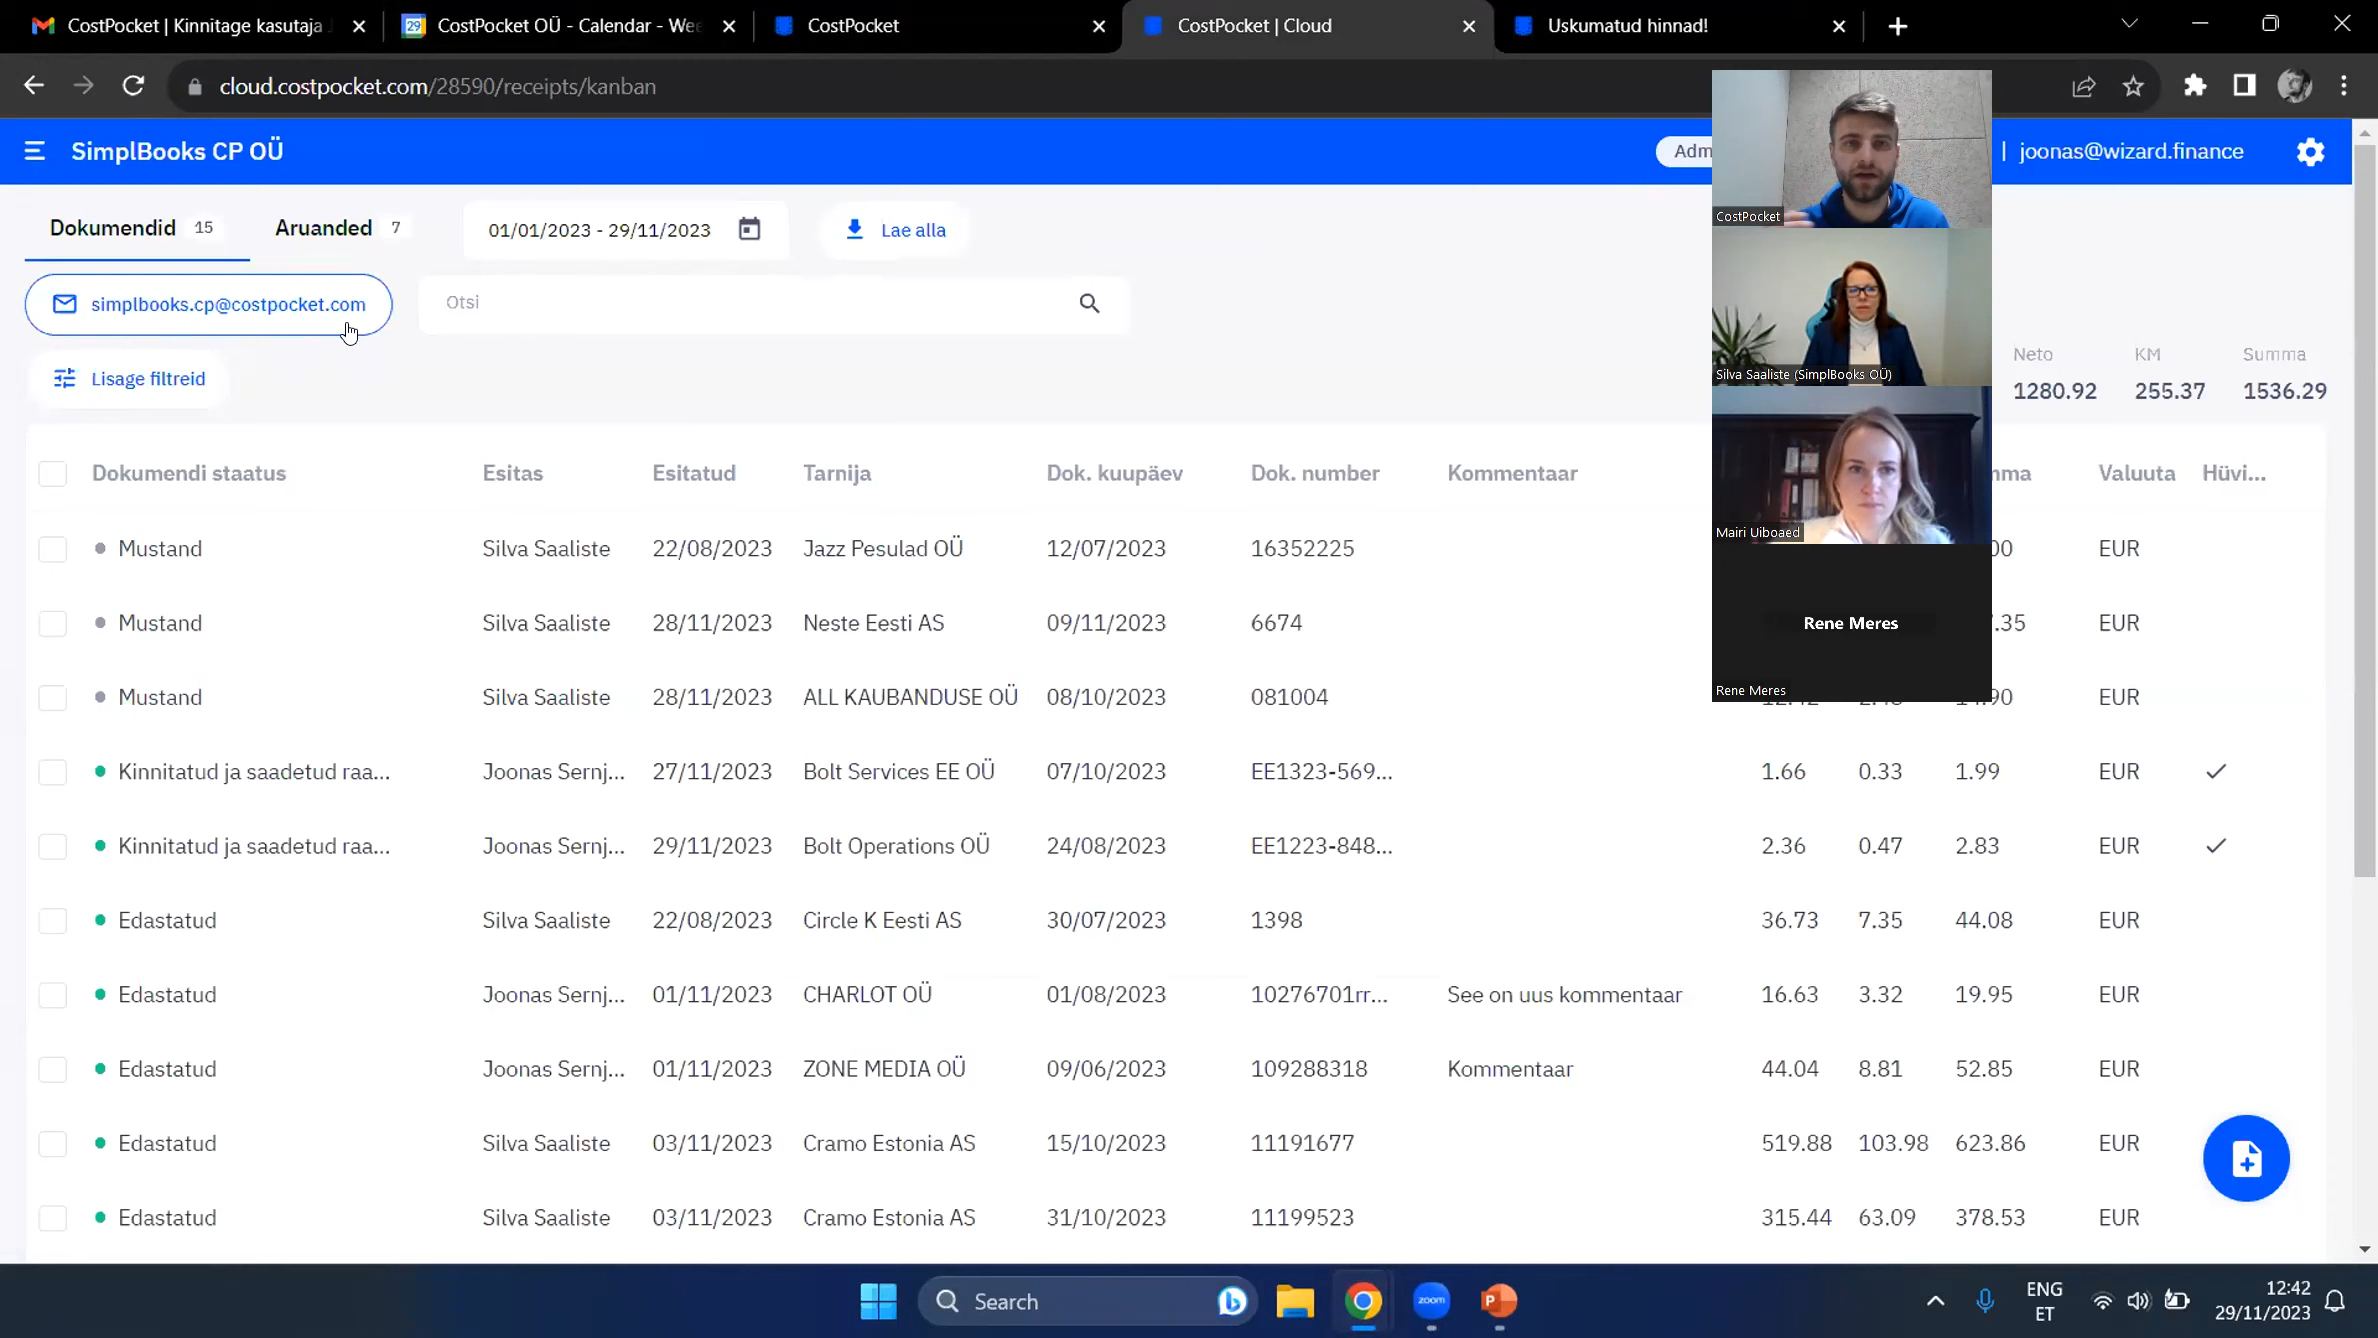 CostPocket | Kinnitage kasutaja
CostPocket OÜ - Calendar - Wee
CostPocket
CostPocket | Cloud
Uskumatud hinnad!
cloud.costpocket.com/28590/receipts/kanban
SimplBooks CP OÜ
Adm
| joonas@wizard.finance
Dokumendid 15
Aruanded 7
01/01/2023 - 29/11/2023
Lae alla
simplbooks.cp@costpocket.com
Otsi
Lisage filtreid
Neto KM Summa
1280.92 255.37 1536.29
CostPocket
Silva Saaliste (SimplBooks OÜ)
Mairi Uiboaed
Rene Meres
Rene Meres
Dokumendi staatus Esitas Esitatud Tarnija Dok. kuupäev Dok. number Kommentaar mma Valuuta Hüvi...
Mustand Silva Saaliste 22/08/2023 Jazz Pesulad OÜ 12/07/2023 16352225 00 EUR
Mustand Silva Saaliste 28/11/2023 Neste Eesti AS 09/11/2023 6674 .35 EUR
Mustand Silva Saaliste 28/11/2023 ALL KAUBANDUSE OÜ 08/10/2023 081004 90 EUR
Kinnitatud ja saadetud raa... Joonas Sernj... 27/11/2023 Bolt Services EE OÜ 07/10/2023 EE1323-569... 1.66 0.33 1.99 EUR
Kinnitatud ja saadetud raa... Joonas Sernj... 29/11/2023 Bolt Operations OÜ 24/08/2023 EE1223-848... 2.36 0.47 2.83 EUR
Edastatud Silva Saaliste 22/08/2023 Circle K Eesti AS 30/07/2023 1398 36.73 7.35 44.08 EUR
Edastatud Joonas Sernj... 01/11/2023 CHARLOT OÜ 01/08/2023 10276701rr... See on uus kommentaar 16.63 3.32 19.95 EUR
Edastatud Joonas Sernj... 01/11/2023 ZONE MEDIA OÜ 09/06/2023 109288318 Kommentaar 44.04 8.81 52.85 EUR
Edastatud Silva Saaliste 03/11/2023 Cramo Estonia AS 15/10/2023 11191677 519.88 103.98 623.86 EUR
Edastatud Silva Saaliste 03/11/2023 Cramo Estonia AS 31/10/2023 11199523 315.44 63.09 378.53 EUR
Search
zoom
ENG
ET
12:42
29/11/2023